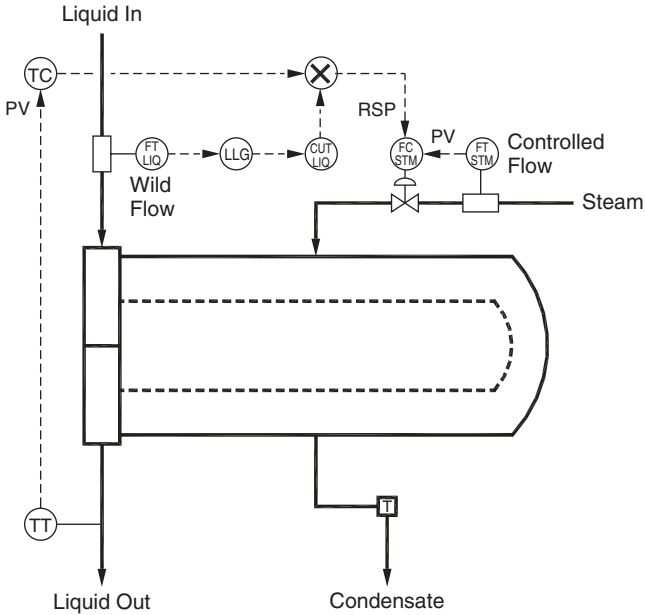 Liquid In
TC
PV
RSP
FT
LIQ
LLG
CUT
LIQ
FC
STM
PV
FT
STM
Controlled
Flow
Wild
Flow
Steam
T
TT
Liquid Out
Condensate